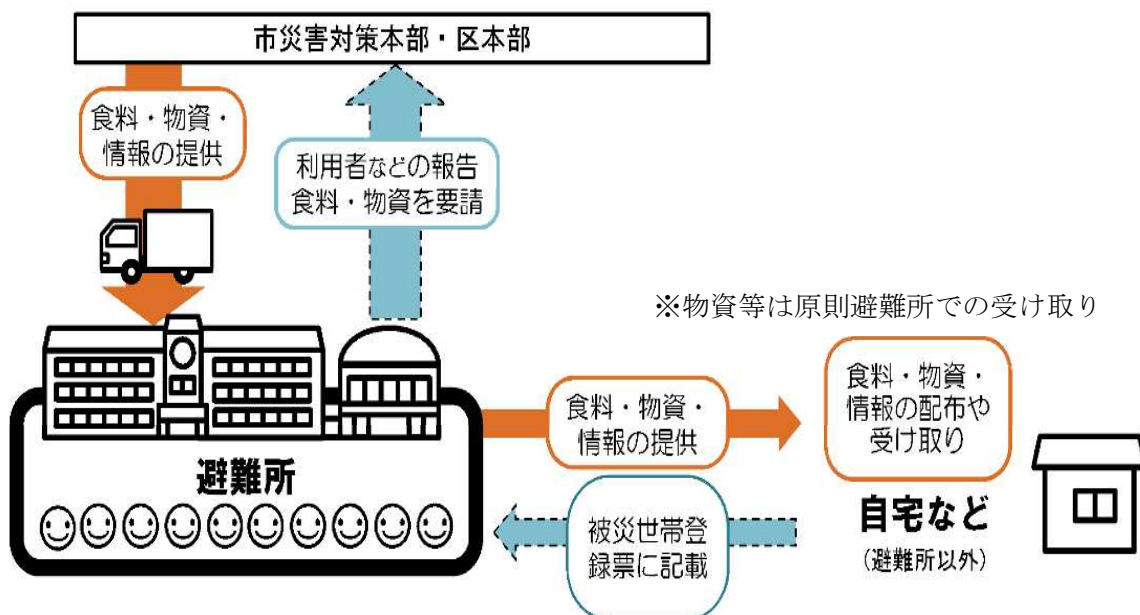 市災害対策本部・区本部
食料・物資・
情報の提供
利用者などの報告
食料・物資を要請
※物資等は原則避難所での受け取り
食料・物資・
情報の提供
食料・物資・
情報の配布や
受け取り
避難所
被災世帯登
録票に記載
自宅など
(避難所以外)